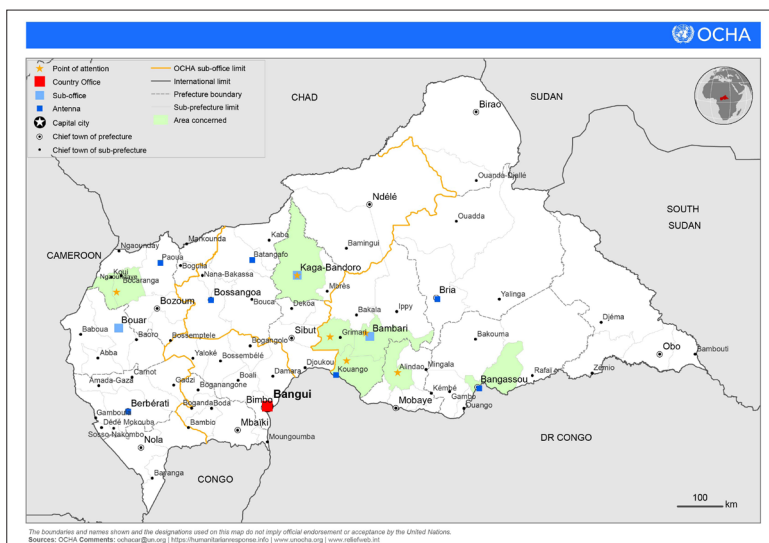 OCHA
Point of attention
Country Office
Sub-office
Antenna
Capital city
Chief town of prefecture
Chief town of sub-prefecture
OCHA sub-office limit
International limit
Prefecture boundary
Sub-prefecture limit
Area concerned
CHAD
SUDAN
Birao
Ouanda-Djallé
SOUTH
SUDAN
Ndélé
Ouadda
CAMEROON
Ngaounday
Markounda
Kabo
Bamingui
Paoua
Batangafo
Koui
Boguila
Nana-Bakassa
Kaga-Bandoro
Bocaranga
Mbrès
Bozoum
Bossangoa
Bouca
Dékoa
Bria
Yalinga
Ippy
Bakala
Djéma
Bouar
Baboua
Baoro
Bossemptele
Bogangolo
Sibut
Grimari
Bambari
Bakouma
Obo
Bambouti
Abba
Yaloké
Bossembélé
Djoukou
Kouango
Alindao
Mingala
Rafai
Zémio
Carnot
Amada-Gaza
Gadzi
Boganangone
Boali
Damara
Bangassou
Berbérati
Bimbo
Bangui
Kémbé
Gambo
Ouango
Gamboula
Boganda
Boda
Mobaye
Dédé Mokouba
Bambio
Mbaïki
Sosso-Nakombo
Nola
Moungoumba
DR CONGO
Bayanga
CONGO
100
km
The boundaries and names shown and the designations used on this map do not imply official endorsement or acceptance by the United Nations.
Sources: OCHA Comments: ochacar@un.org | https://humanitarianresponse.info | www.unocha.org | www.reliefweb.int